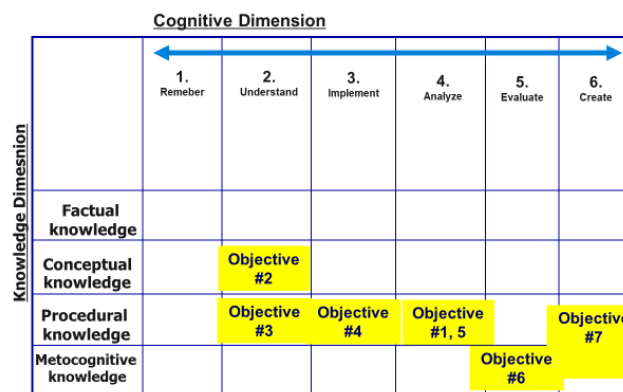 Cognitive Dimension
1.
Remeber
2.
Understand
3.
Implement
4.
Analyze
5.
Evaluate
6.
Create
Knowledge Dimesnion
Factual
knowledge
Conceptual
knowledge
Objective
#2
Procedural
knowledge
Objective
#3
Objective
#4
Objective
#1, 5
Objective
#7
Metocognitive
knowledge
Objective
#6